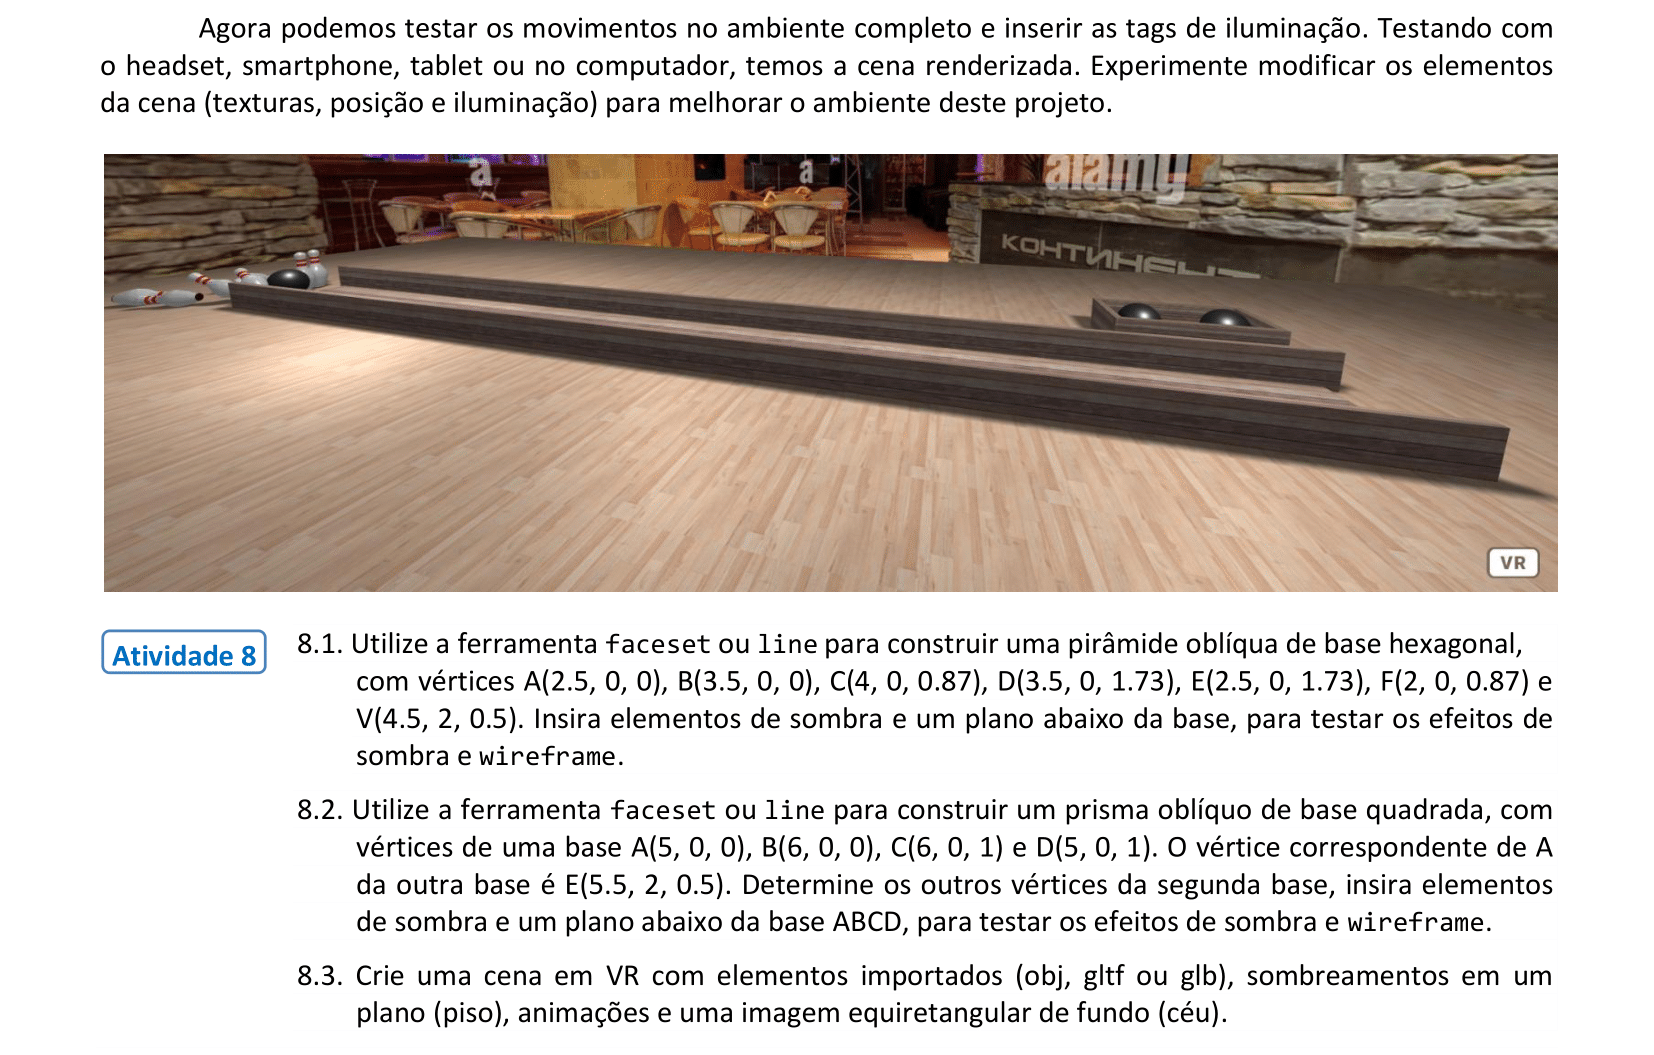 Agora podemos testar os movimentos no ambiente completo e inserir as tags de iluminação. Testando com
o headset, smartphone, tablet ou no computador, temos a cena renderizada. Experimente modificar os elementos
da cena (texturas, posição e iluminação) para melhorar o ambiente deste projeto.
a
a
alamy
КОНТИНЕНТ
VR
Atividade 8
8.1. Utilize a ferramenta faceset ou line para construir uma pirâmide oblíqua de base hexagonal,
com vértices A(2.5, 0, 0), B(3.5, 0, 0), C(4, 0, 0.87), D(3.5, 0, 1.73), E(2.5, 0, 1.73), F(2, 0, 0.87) e
V(4.5, 2, 0.5). Insira elementos de sombra e um plano abaixo da base, para testar os efeitos de
sombra e wireframe.
8.2. Utilize a ferramenta faceset ou line para construir um prisma oblíquo de base quadrada, com
vértices de uma base A(5, 0, 0), B(6, 0, 0), C(6, 0, 1) e D(5, 0, 1). O vértice correspondente de A
da outra base é E(5.5, 2, 0.5). Determine os outros vértices da segunda base, insira elementos
de sombra e um plano abaixo da base ABCD, para testar os efeitos de sombra e wireframe.
8.3. Crie uma cena em VR com elementos importados (obj, gltf ou glb), sombreamentos em um
plano (piso), animações e uma imagem equiretangular de fundo (céu).